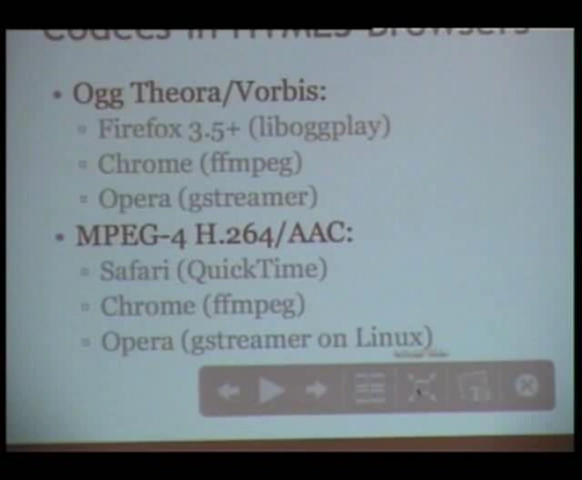 Codecs in HTML5 Browsers
• Ogg Theora/Vorbis:
▫ Firefox 3.5+ (liboggplay)
▫ Chrome (ffmpeg)
▫ Opera (gstreamer)
• MPEG-4 H.264/AAC:
▫ Safari (QuickTime)
▫ Chrome (ffmpeg)
▫ Opera (gstreamer on Linux)